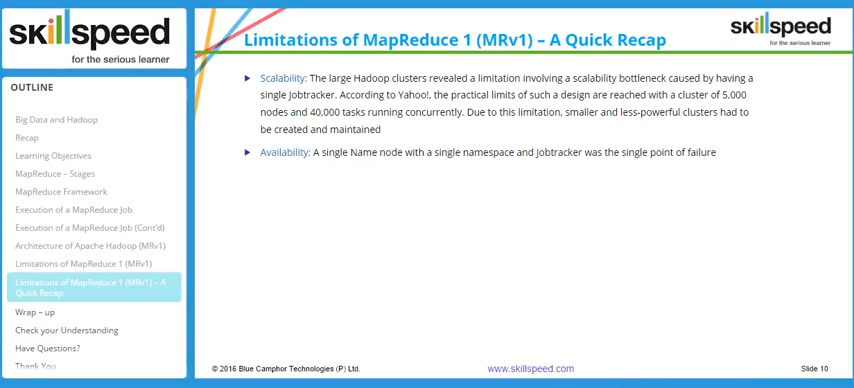 skillspeed
for the serious learner
OUTLINE
Big Data and Hadoop
Recap
Learning Objectives
MapReduce – Stages
MapReduce Framework
Execution of a MapReduce Job
Execution of a MapReduce Job (Cont'd)
Architecture of Apache Hadoop (MRv1)
Limitations of MapReduce 1 (MRv1)
Limitations of MapReduce 1 (MRv1) – A
Quick Recap
Wrap – up
Check your Understanding
Have Questions?
Thank You
Limitations of MapReduce 1 (MRv1) – A Quick Recap
skillspeed
for the serious learner
Scalability: The large Hadoop clusters revealed a limitation involving a scalability bottleneck caused by having a
single Jobtracker. According to Yahoo!, the practical limits of such a design are reached with a cluster of 5,000
nodes and 40,000 tasks running concurrently. Due to this limitation, smaller and less-powerful clusters had to
be created and maintained
Availability: A single Name node with a single namespace and Jobtracker was the single point of failure
© 2016 Blue Camphor Technologies (P) Ltd.
www.skillspeed.com
Slide 10